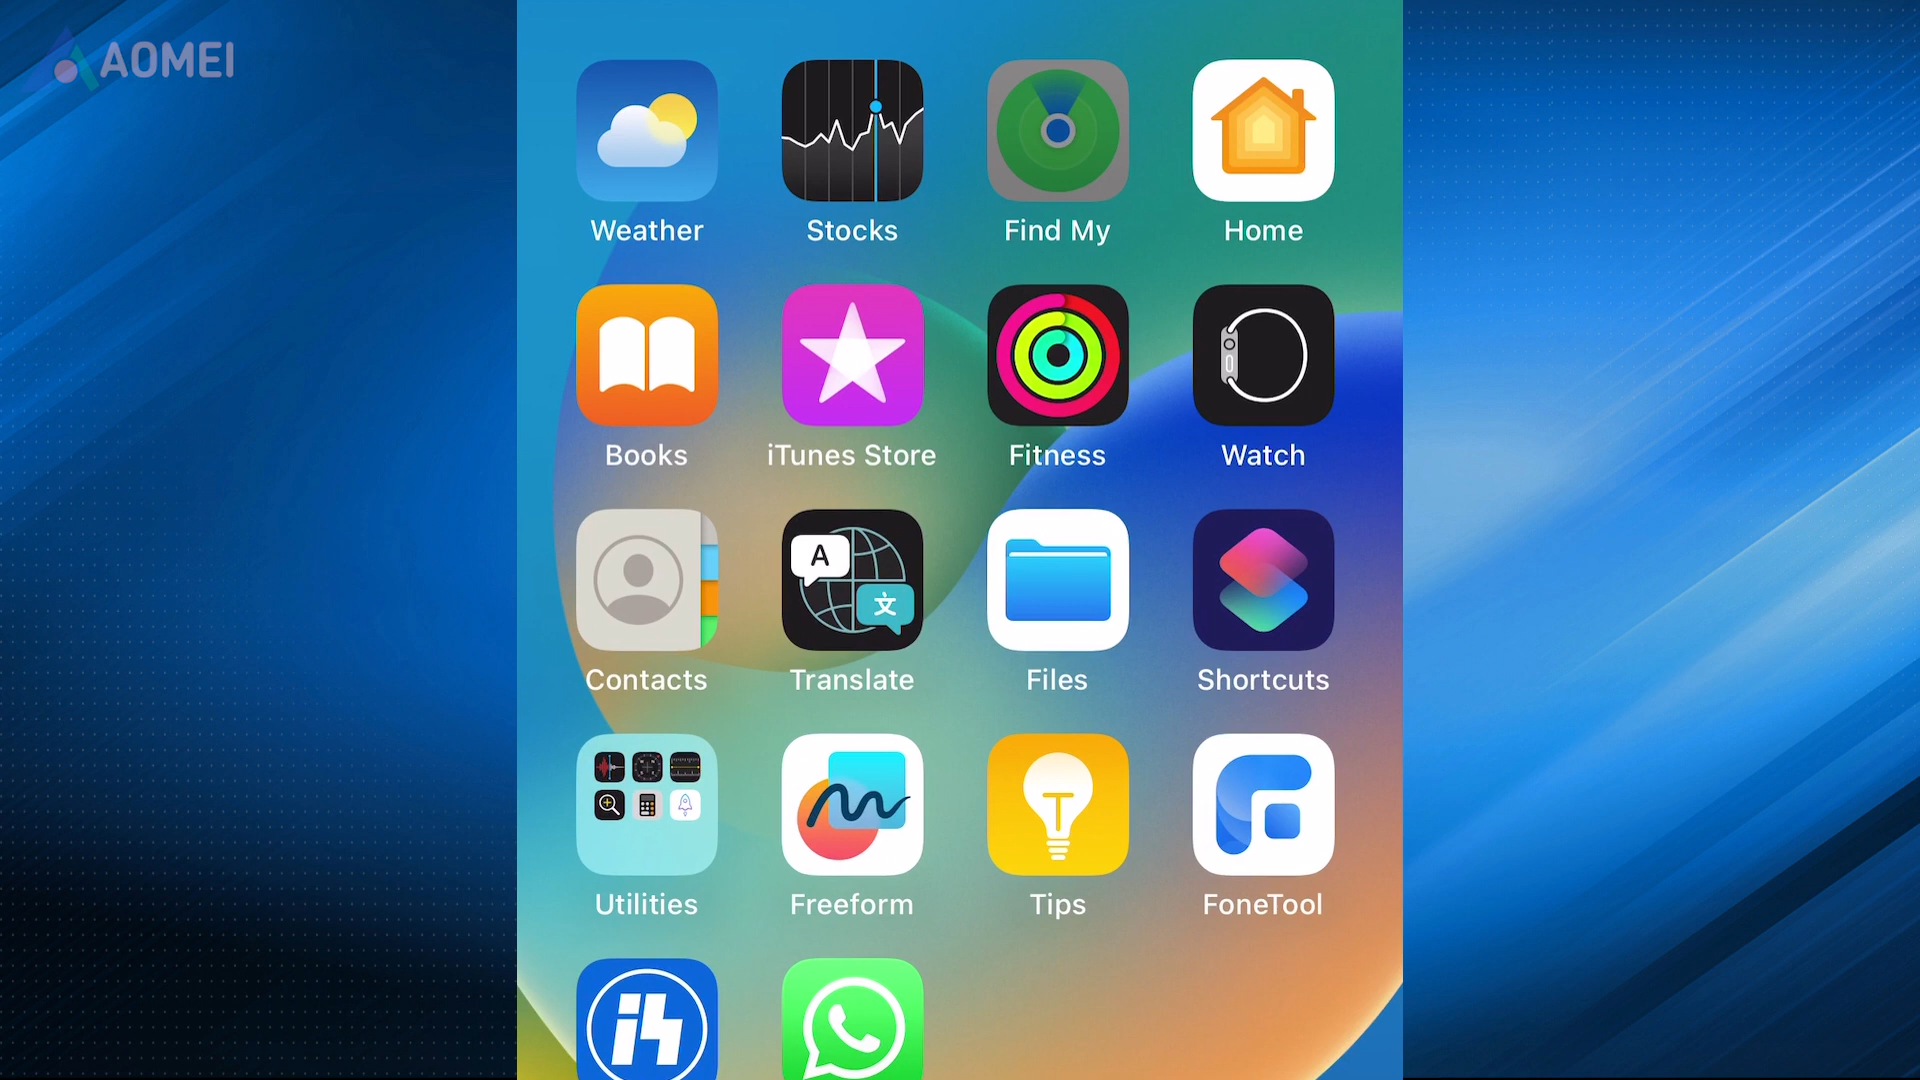 AOMEI
Weather Stocks Find My Home
Books iTunes Store Fitness Watch
A
文
Contacts Translate Files Shortcuts
Utilities Freeform Tips FoneTool